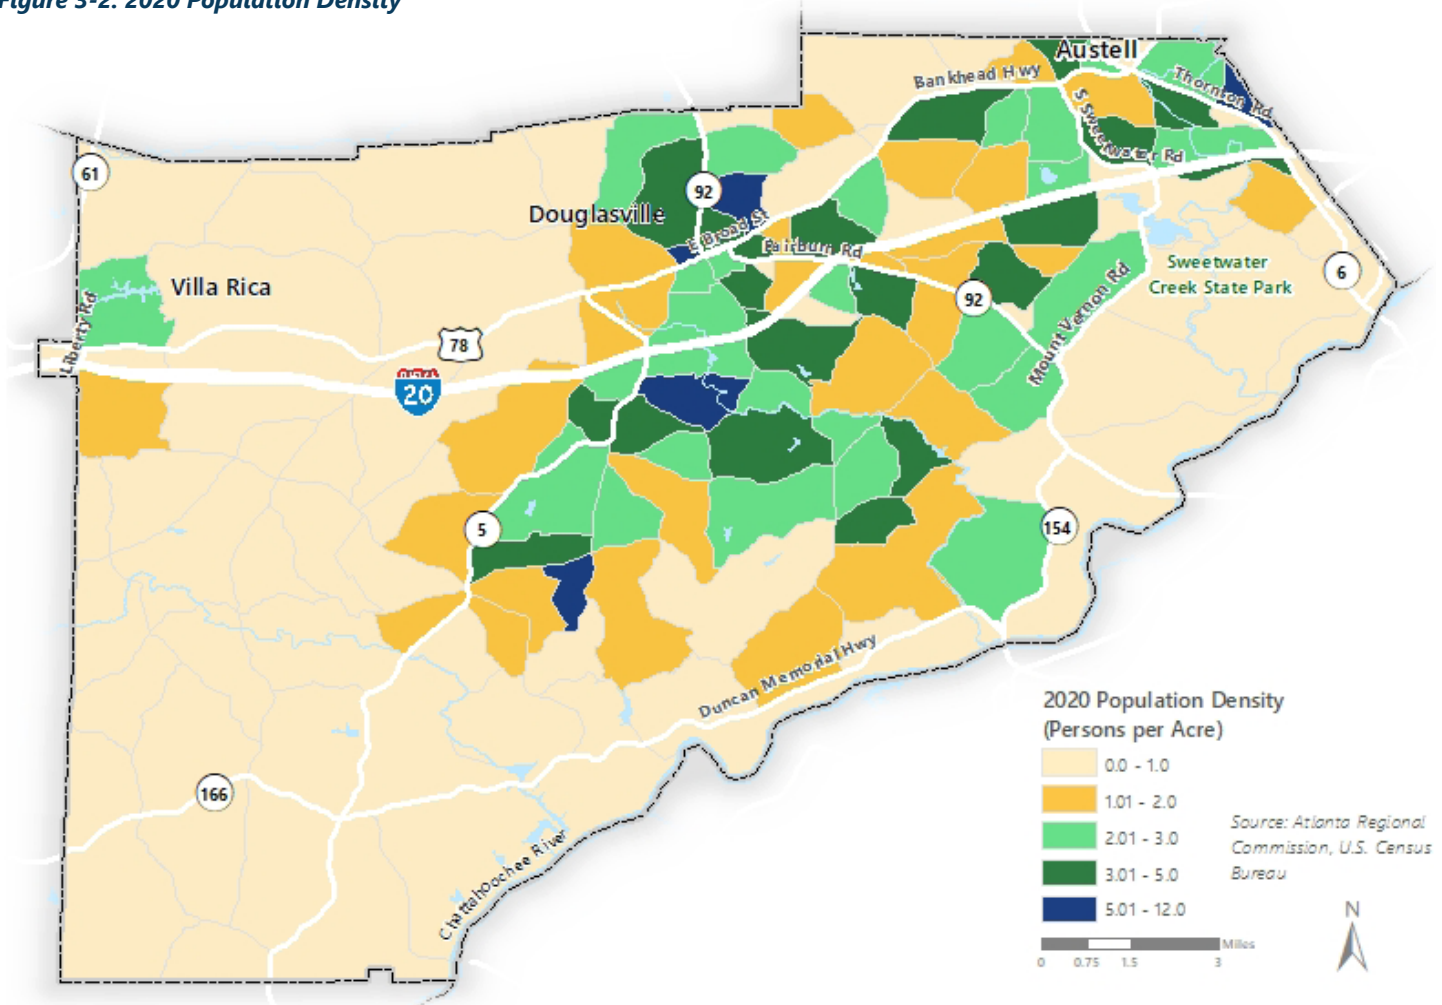 Figure 3-2: 2020 Population Density
Austell
Bankhead Hwy
Thornton Rd
S Sweetwater Rd
61
92
Douglasville
E Broad St
Fairburn Rd
Sweetwater
Creek State Park
6
Villa Rica
Liberty Rd
92
Mount Vernon Rd
78
20
5
154
Duncan Memorial Hwy
166
Chattahoochee River
2020 Population Density
(Persons per Acre)
0.0 - 1.0
1.01 - 2.0
2.01 - 3.0
3.01 - 5.0
5.01 - 12.0
Source: Atlanta Regional
Commission, U.S. Census
Bureau
N
Miles
0 0.75 1.5 3